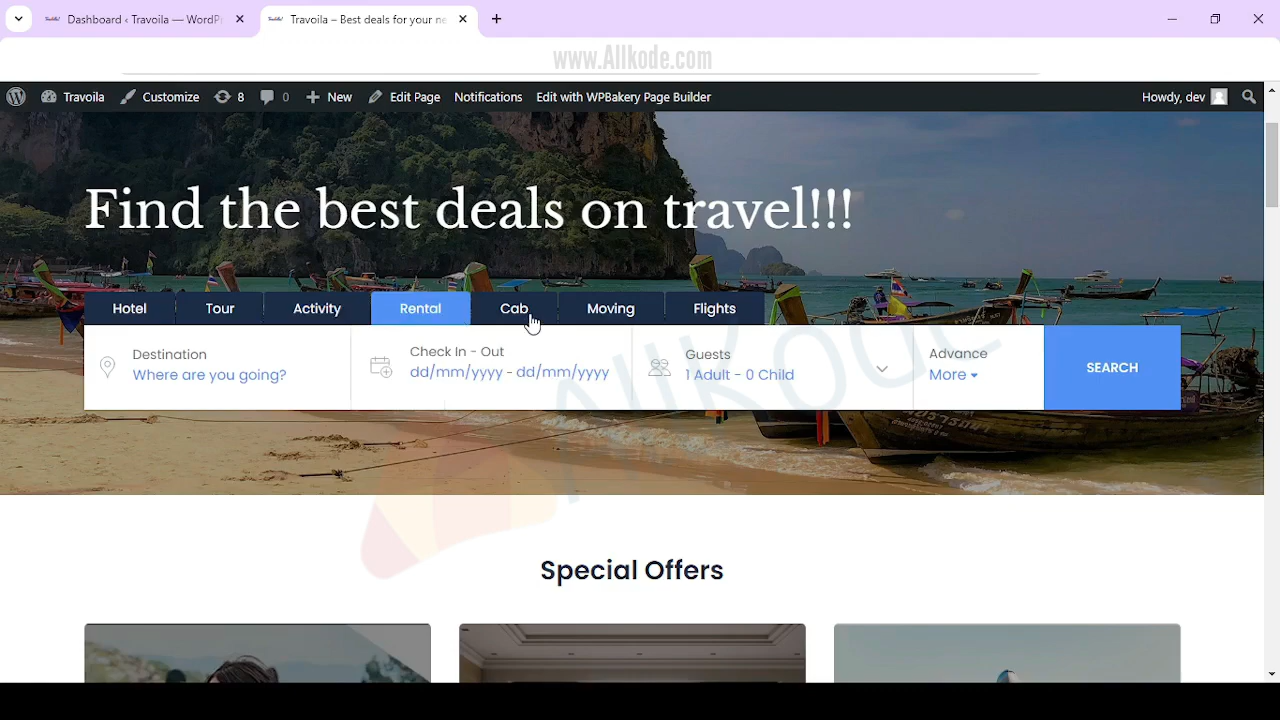 Dashboard ‹ Travoila — WordP
Travoila – Best deals for your ne
www.Allkode.com
Travoila
Customize
8
0
New
Edit Page
Notifications
Edit with WPBakery Page Builder
Howdy, dev
Find the best deals on travel!!!
Hotel
Tour
Activity
Rental
Cab
Moving
Flights
Destination
Where are you going?
Check In - Out
dd/mm/yyyy - dd/mm/yyyy
Guests
1 Adult - 0 Child
Advance
More
SEARCH
ALLKODE
Special Offers